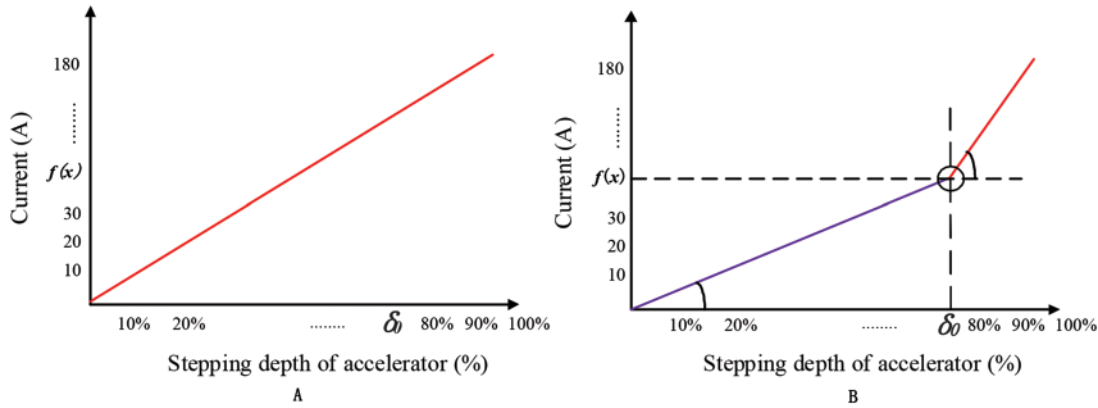 Current (A)
180
........
f(x)
30
20
10
10% 20% ........ δ0 80% 90% 100%
Stepping depth of accelerator (%)
A
Current (A)
180
........
f(x)
30
20
10
10% 20% ........ δ0 80% 90% 100%
Stepping depth of accelerator (%)
B